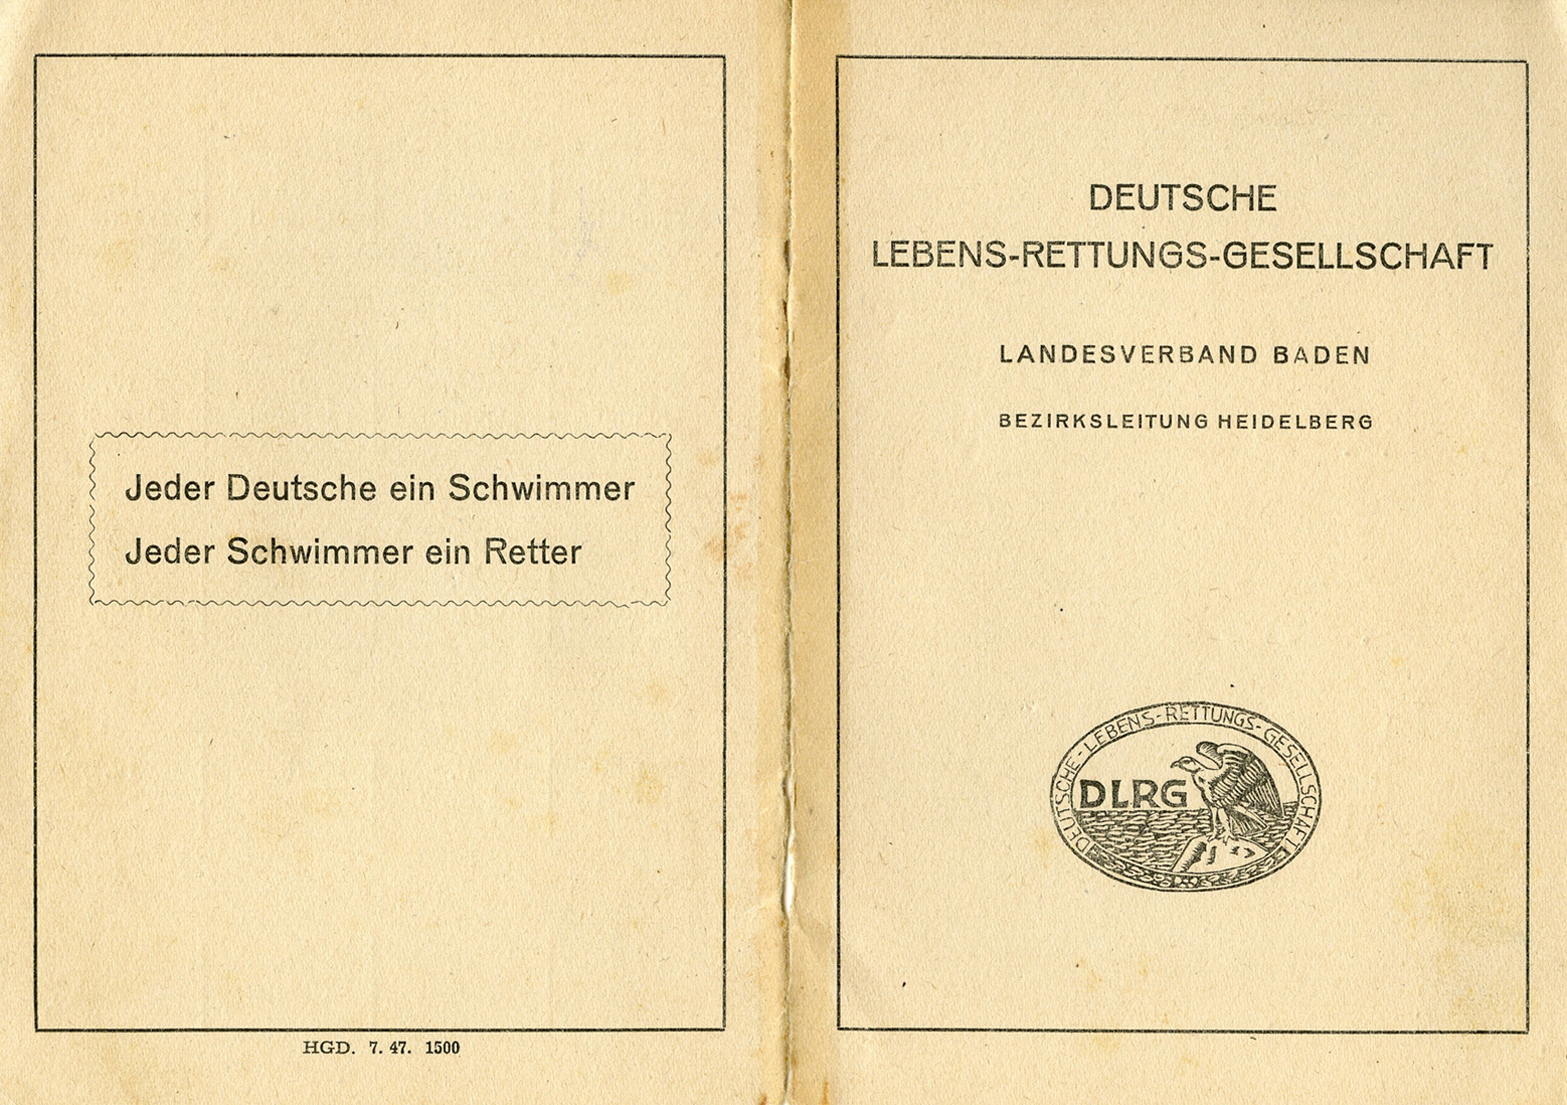 Jeder Deutsche ein Schwimmer
Jeder Schwimmer ein Retter
HGD. 7. 47. 1500
DEUTSCHE
LEBENS-RETTUNGS-GESELLSCHAFT
LANDESVERBAND BADEN
BEZIRKSLEITUNG HEIDELBERG
DEUTSCHE-LEBENS-RETTUNGS-GESELLSCHAFT
DLRG